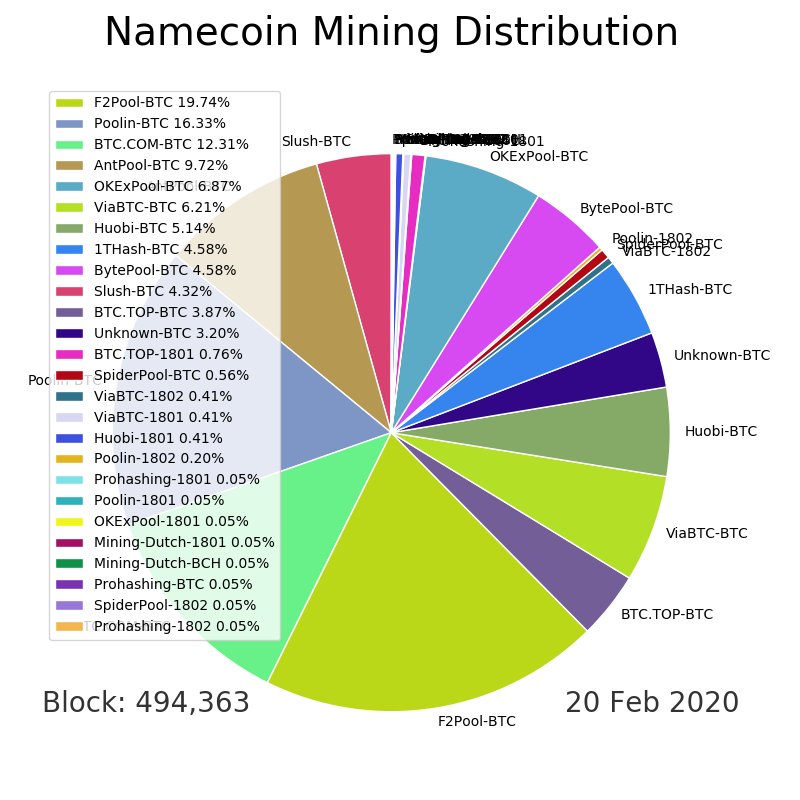 Namecoin Mining Distribution
F2Pool-BTC 19.74%
Poolin-BTC 16.33%
BTC.COM-BTC 12.31%
AntPool-BTC 9.72%
OKExPool-BTC 6.87%
ViaBTC-BTC 6.21%
Huobi-BTC 5.14%
1THash-BTC 4.58%
BytePool-BTC 4.58%
Slush-BTC 4.32%
BTC.TOP-BTC 3.87%
Unknown-BTC 3.20%
BTC.TOP-1801 0.76%
SpiderPool-BTC 0.56%
ViaBTC-1802 0.41%
ViaBTC-1801 0.41%
Huobi-1801 0.41%
Poolin-1802 0.20%
Prohashing-1801 0.05%
Poolin-1801 0.05%
OKExPool-1801 0.05%
Mining-Dutch-1801 0.05%
Mining-Dutch-BCH 0.05%
Prohashing-BTC 0.05%
SpiderPool-1802 0.05%
Prohashing-1802 0.05%
Slush-BTC
OKExPool-BTC
BytePool-BTC
Poolin-1802
SpiderPool-BTC
ViaBTC-1802
1THash-BTC
Unknown-BTC
Huobi-BTC
ViaBTC-BTC
BTC.TOP-BTC
F2Pool-BTC
Poolin-BTC
Block: 494,363
20 Feb 2020